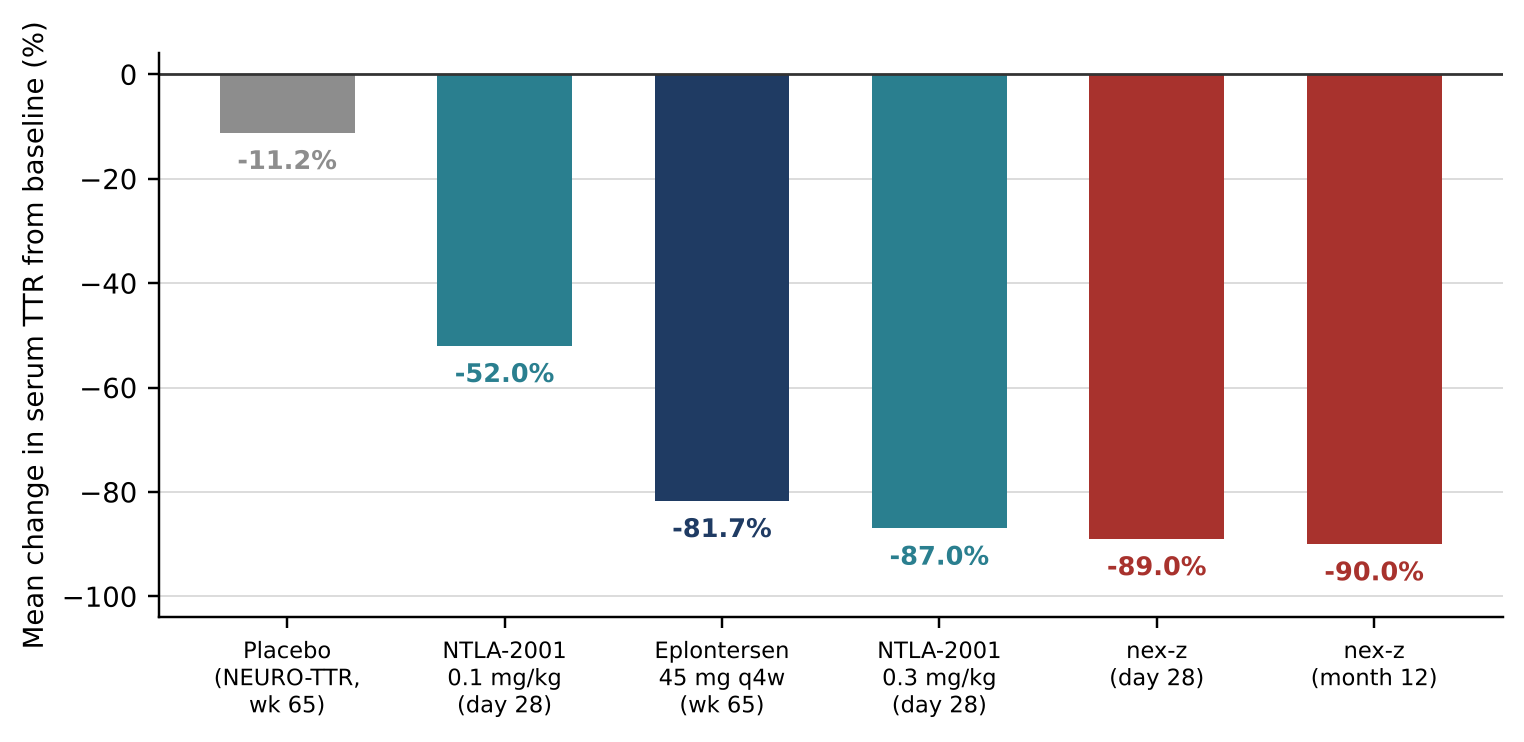 Mean change in serum TTR from baseline (%)
0
−20
−40
−60
−80
−100
-11.2%
-52.0%
-81.7%
-87.0%
-89.0%
-90.0%
Placebo
(NEURO-TTR,
wk 65)
NTLA-2001
0.1 mg/kg
(day 28)
Eplontersen
45 mg q4w
(wk 65)
NTLA-2001
0.3 mg/kg
(day 28)
nex-z
(day 28)
nex-z
(month 12)